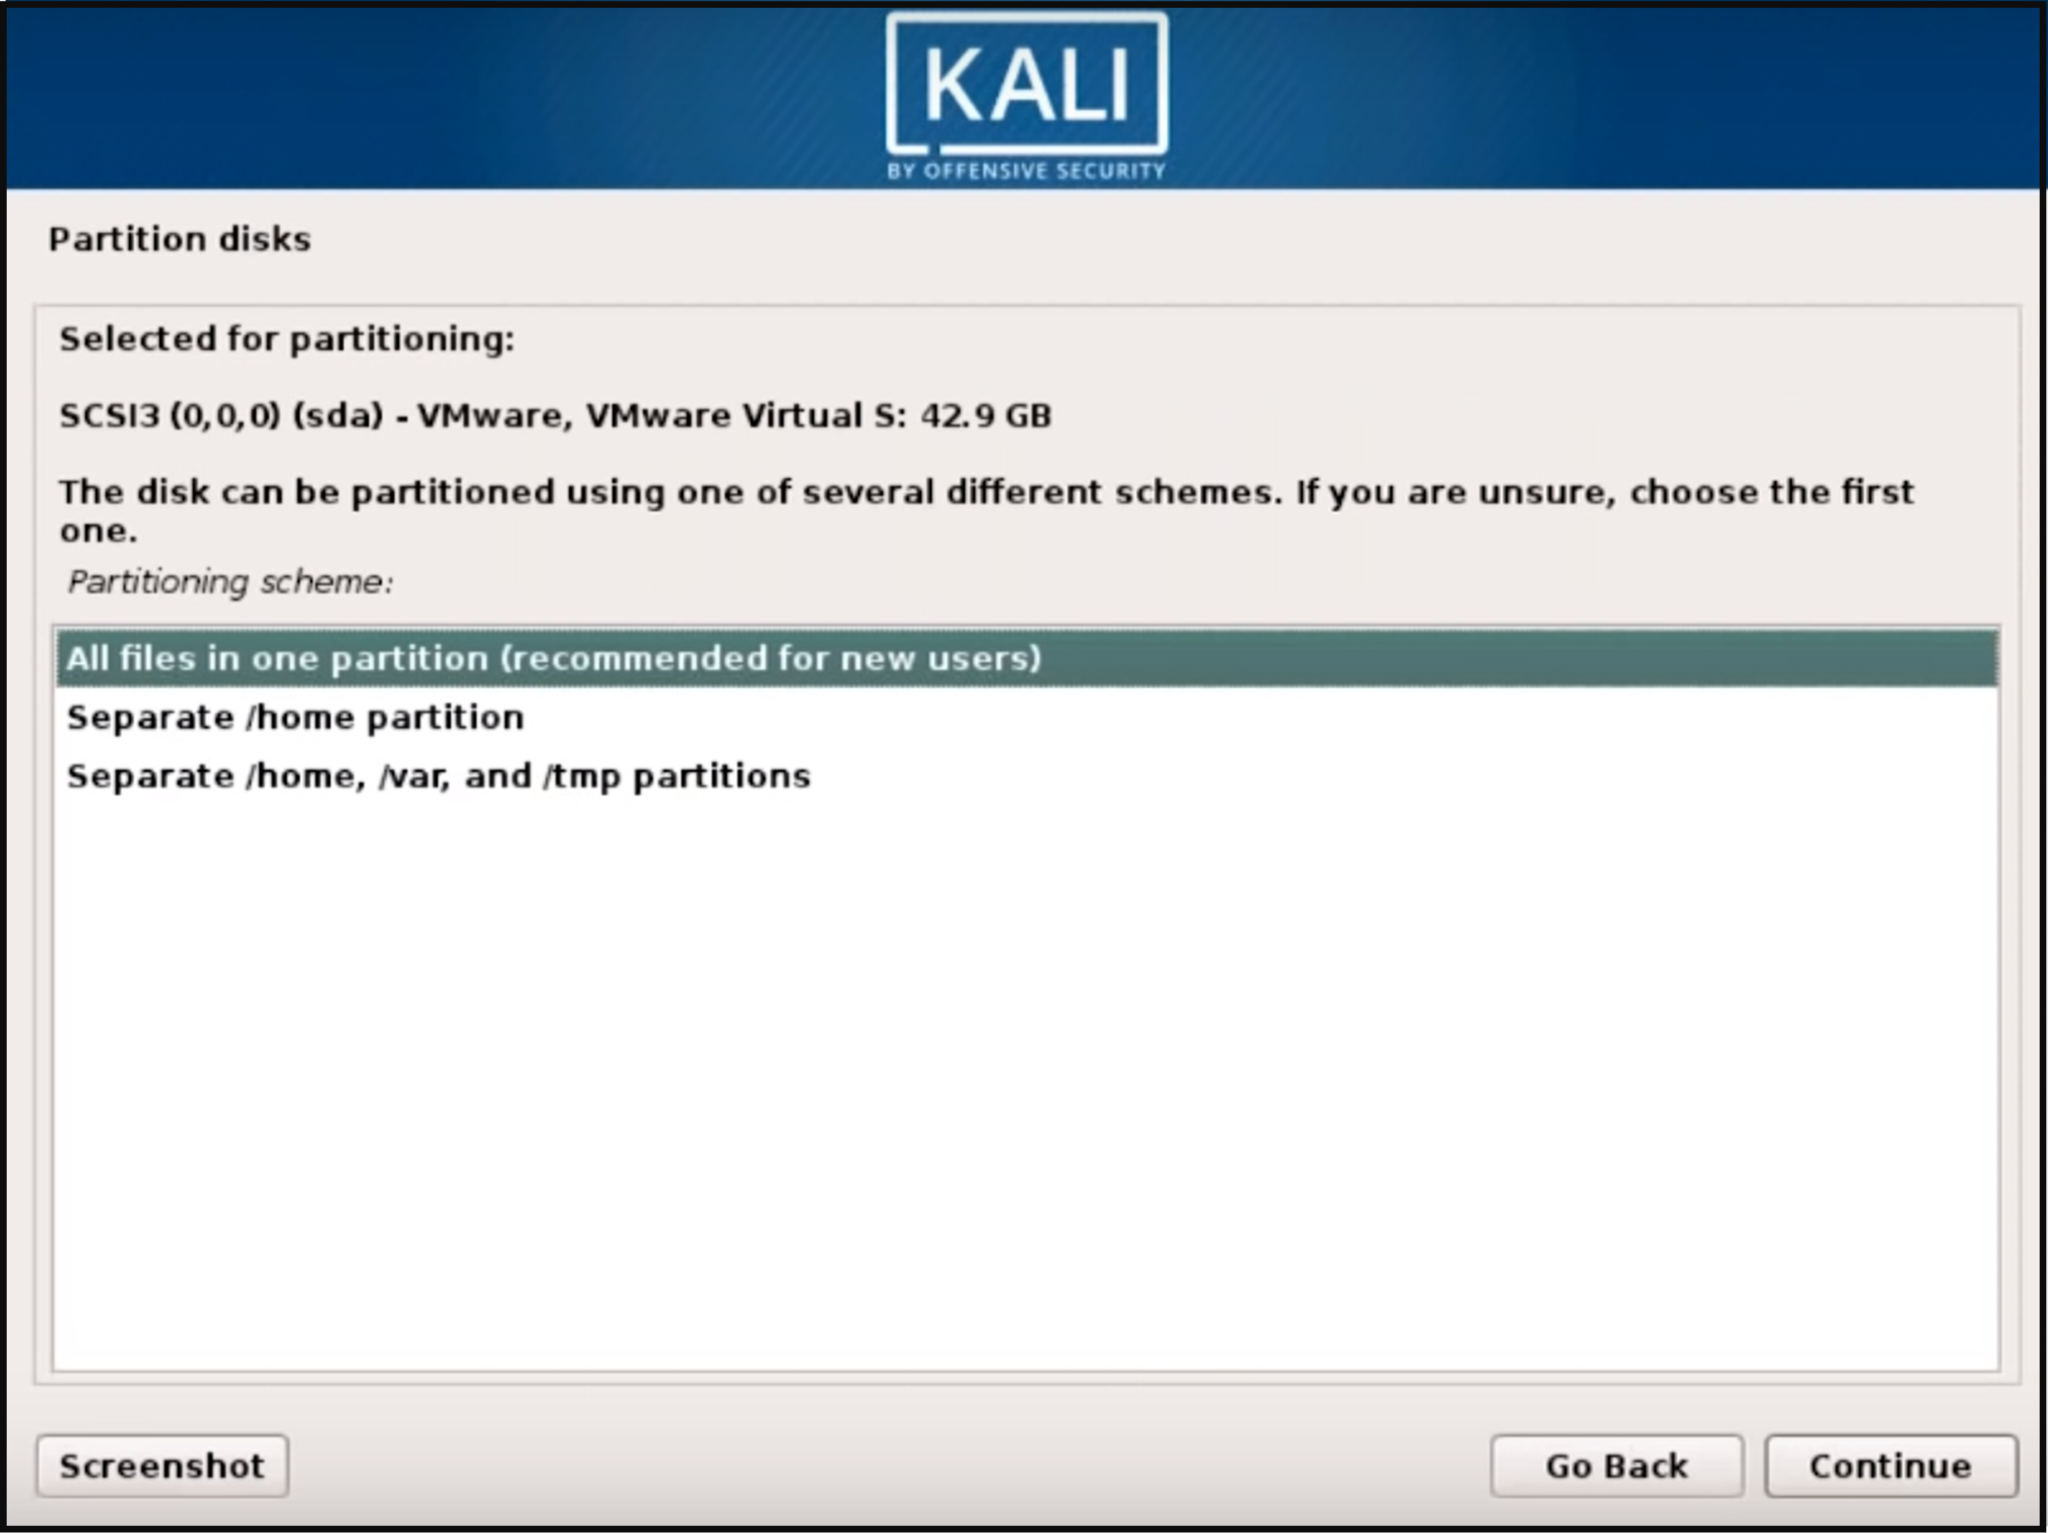 KALI
BY OFFENSIVE SECURITY
Partition disks
Selected for partitioning:
SCSI3 (0,0,0) (sda) - VMware, VMware Virtual S: 42.9 GB
The disk can be partitioned using one of several different schemes. If you are unsure, choose the first
one.
Partitioning scheme:
All files in one partition (recommended for new users)
Separate /home partition
Separate /home, /var, and /tmp partitions
Screenshot
Go Back
Continue